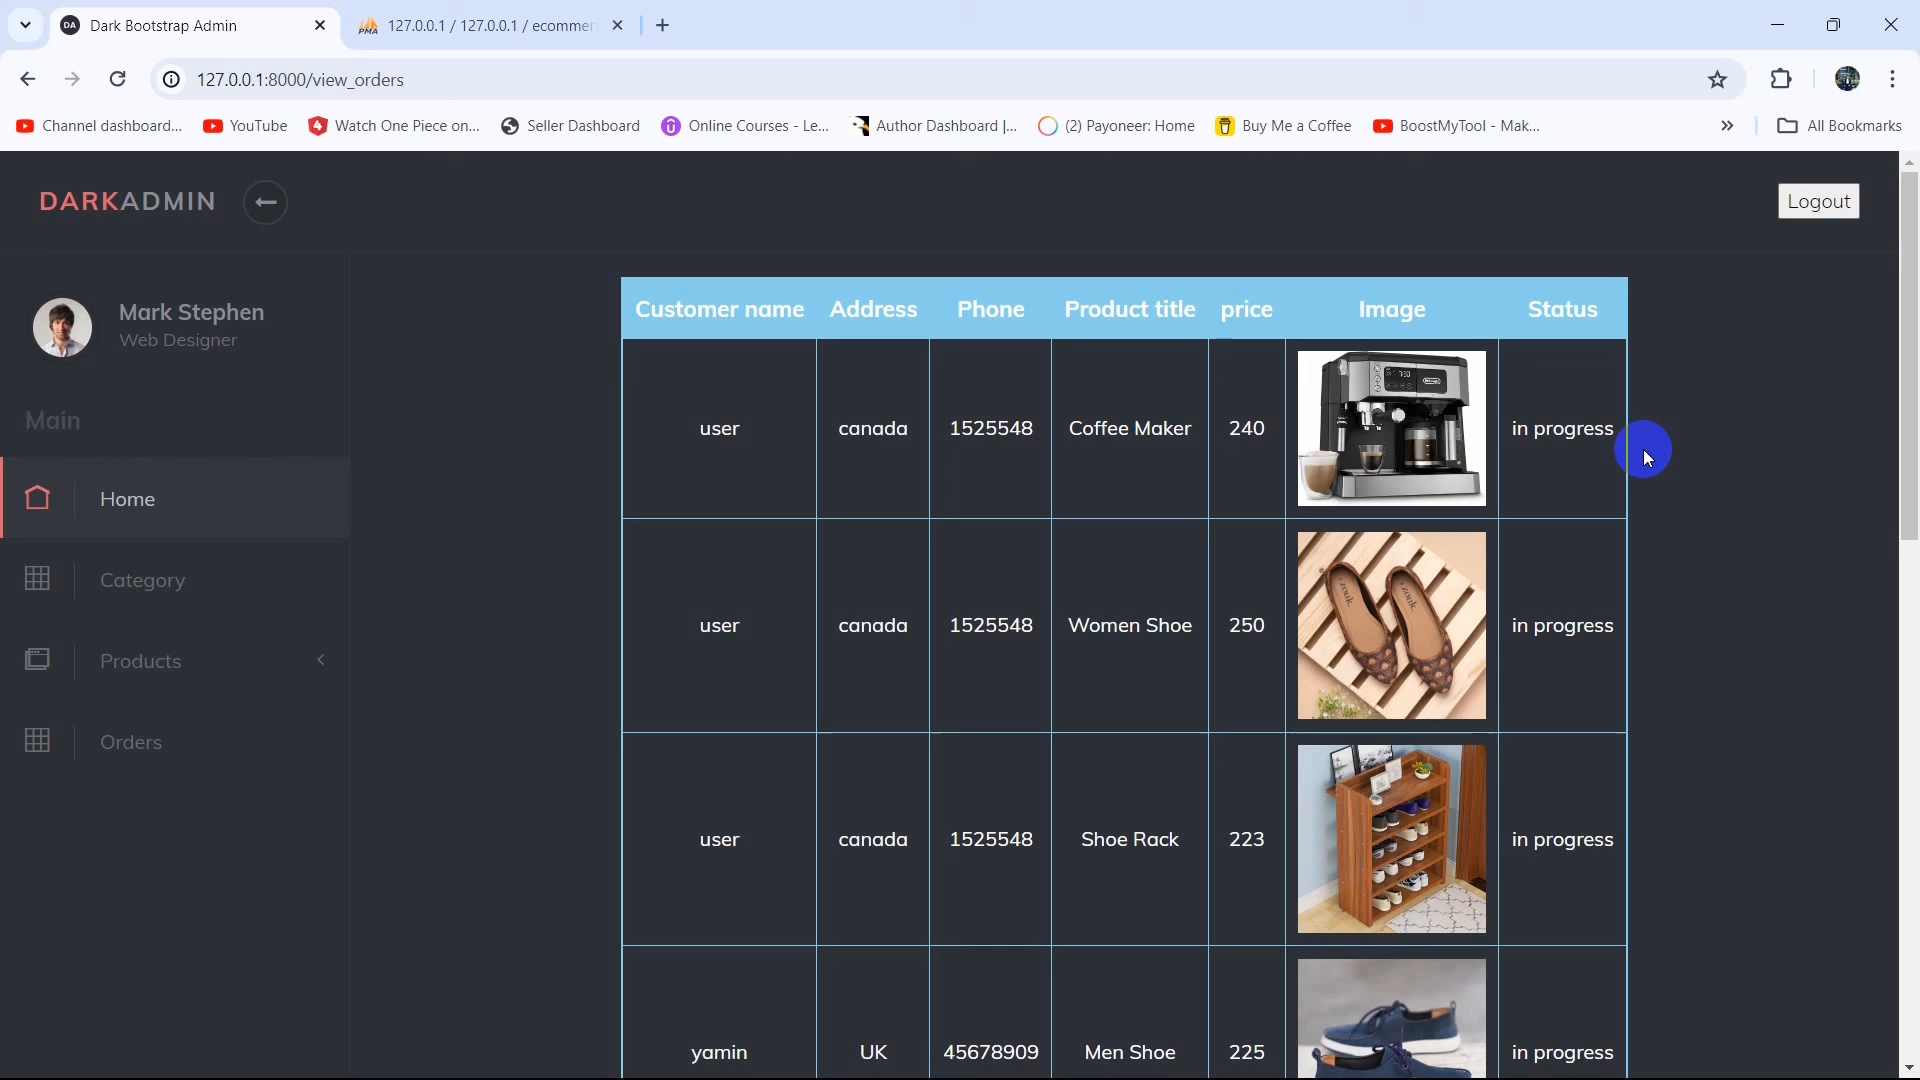 DA Dark Bootstrap Admin
PMA 127.0.0.1 / 127.0.0.1 / ecommer
127.0.0.1:8000/view_orders
Channel dashboard... YouTube Watch One Piece on... Seller Dashboard Online Courses - Le... Author Dashboard |... (2) Payoneer: Home Buy Me a Coffee BoostMyTool - Mak... » All Bookmarks
DARKADMIN Logout
Mark Stephen
Web Designer
Main
Home
Category
Products
Orders
Customer name Address Phone Product title price Image Status
user canada 1525548 Coffee Maker 240 in progress
user canada 1525548 Women Shoe 250 in progress
user canada 1525548 Shoe Rack 223 in progress
yamin UK 45678909 Men Shoe 225 in progress